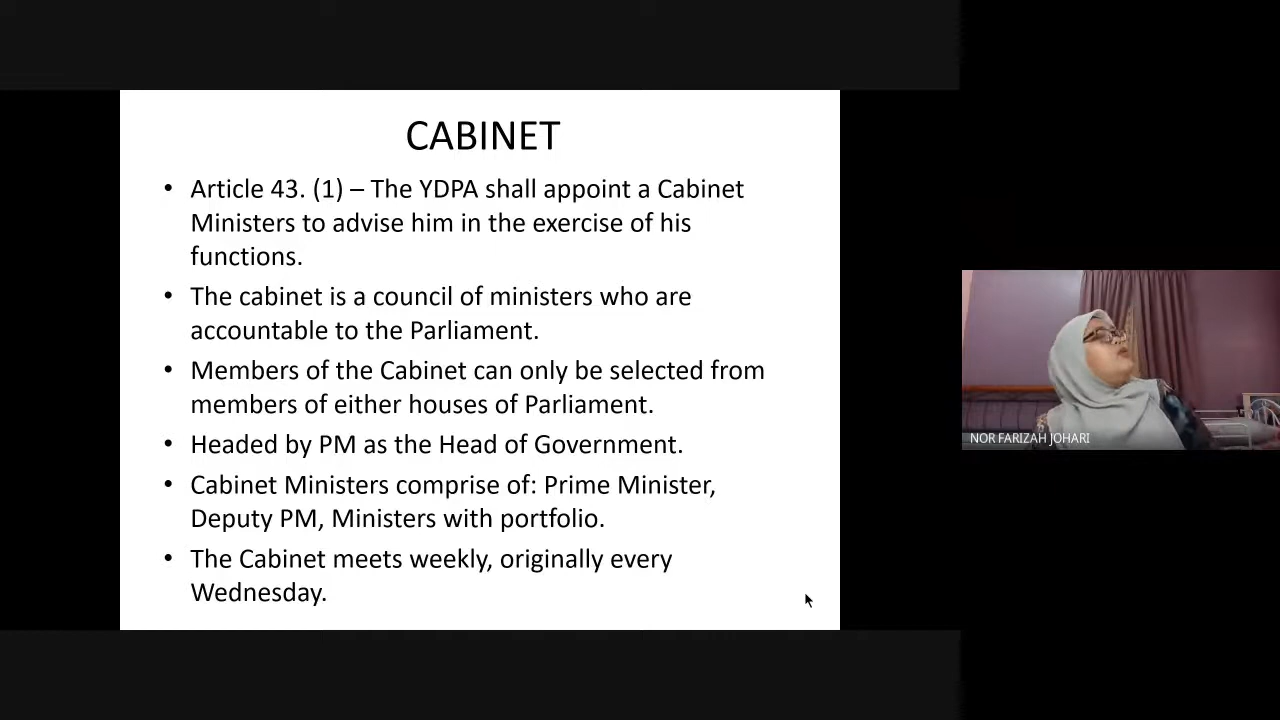 CABINET
• Article 43. (1) – The YDPA shall appoint a Cabinet
Ministers to advise him in the exercise of his
functions.
• The cabinet is a council of ministers who are
accountable to the Parliament.
• Members of the Cabinet can only be selected from
members of either houses of Parliament.
• Headed by PM as the Head of Government.
• Cabinet Ministers comprise of: Prime Minister,
Deputy PM, Ministers with portfolio.
• The Cabinet meets weekly, originally every
Wednesday.
NOR FARIZAH JOHARI